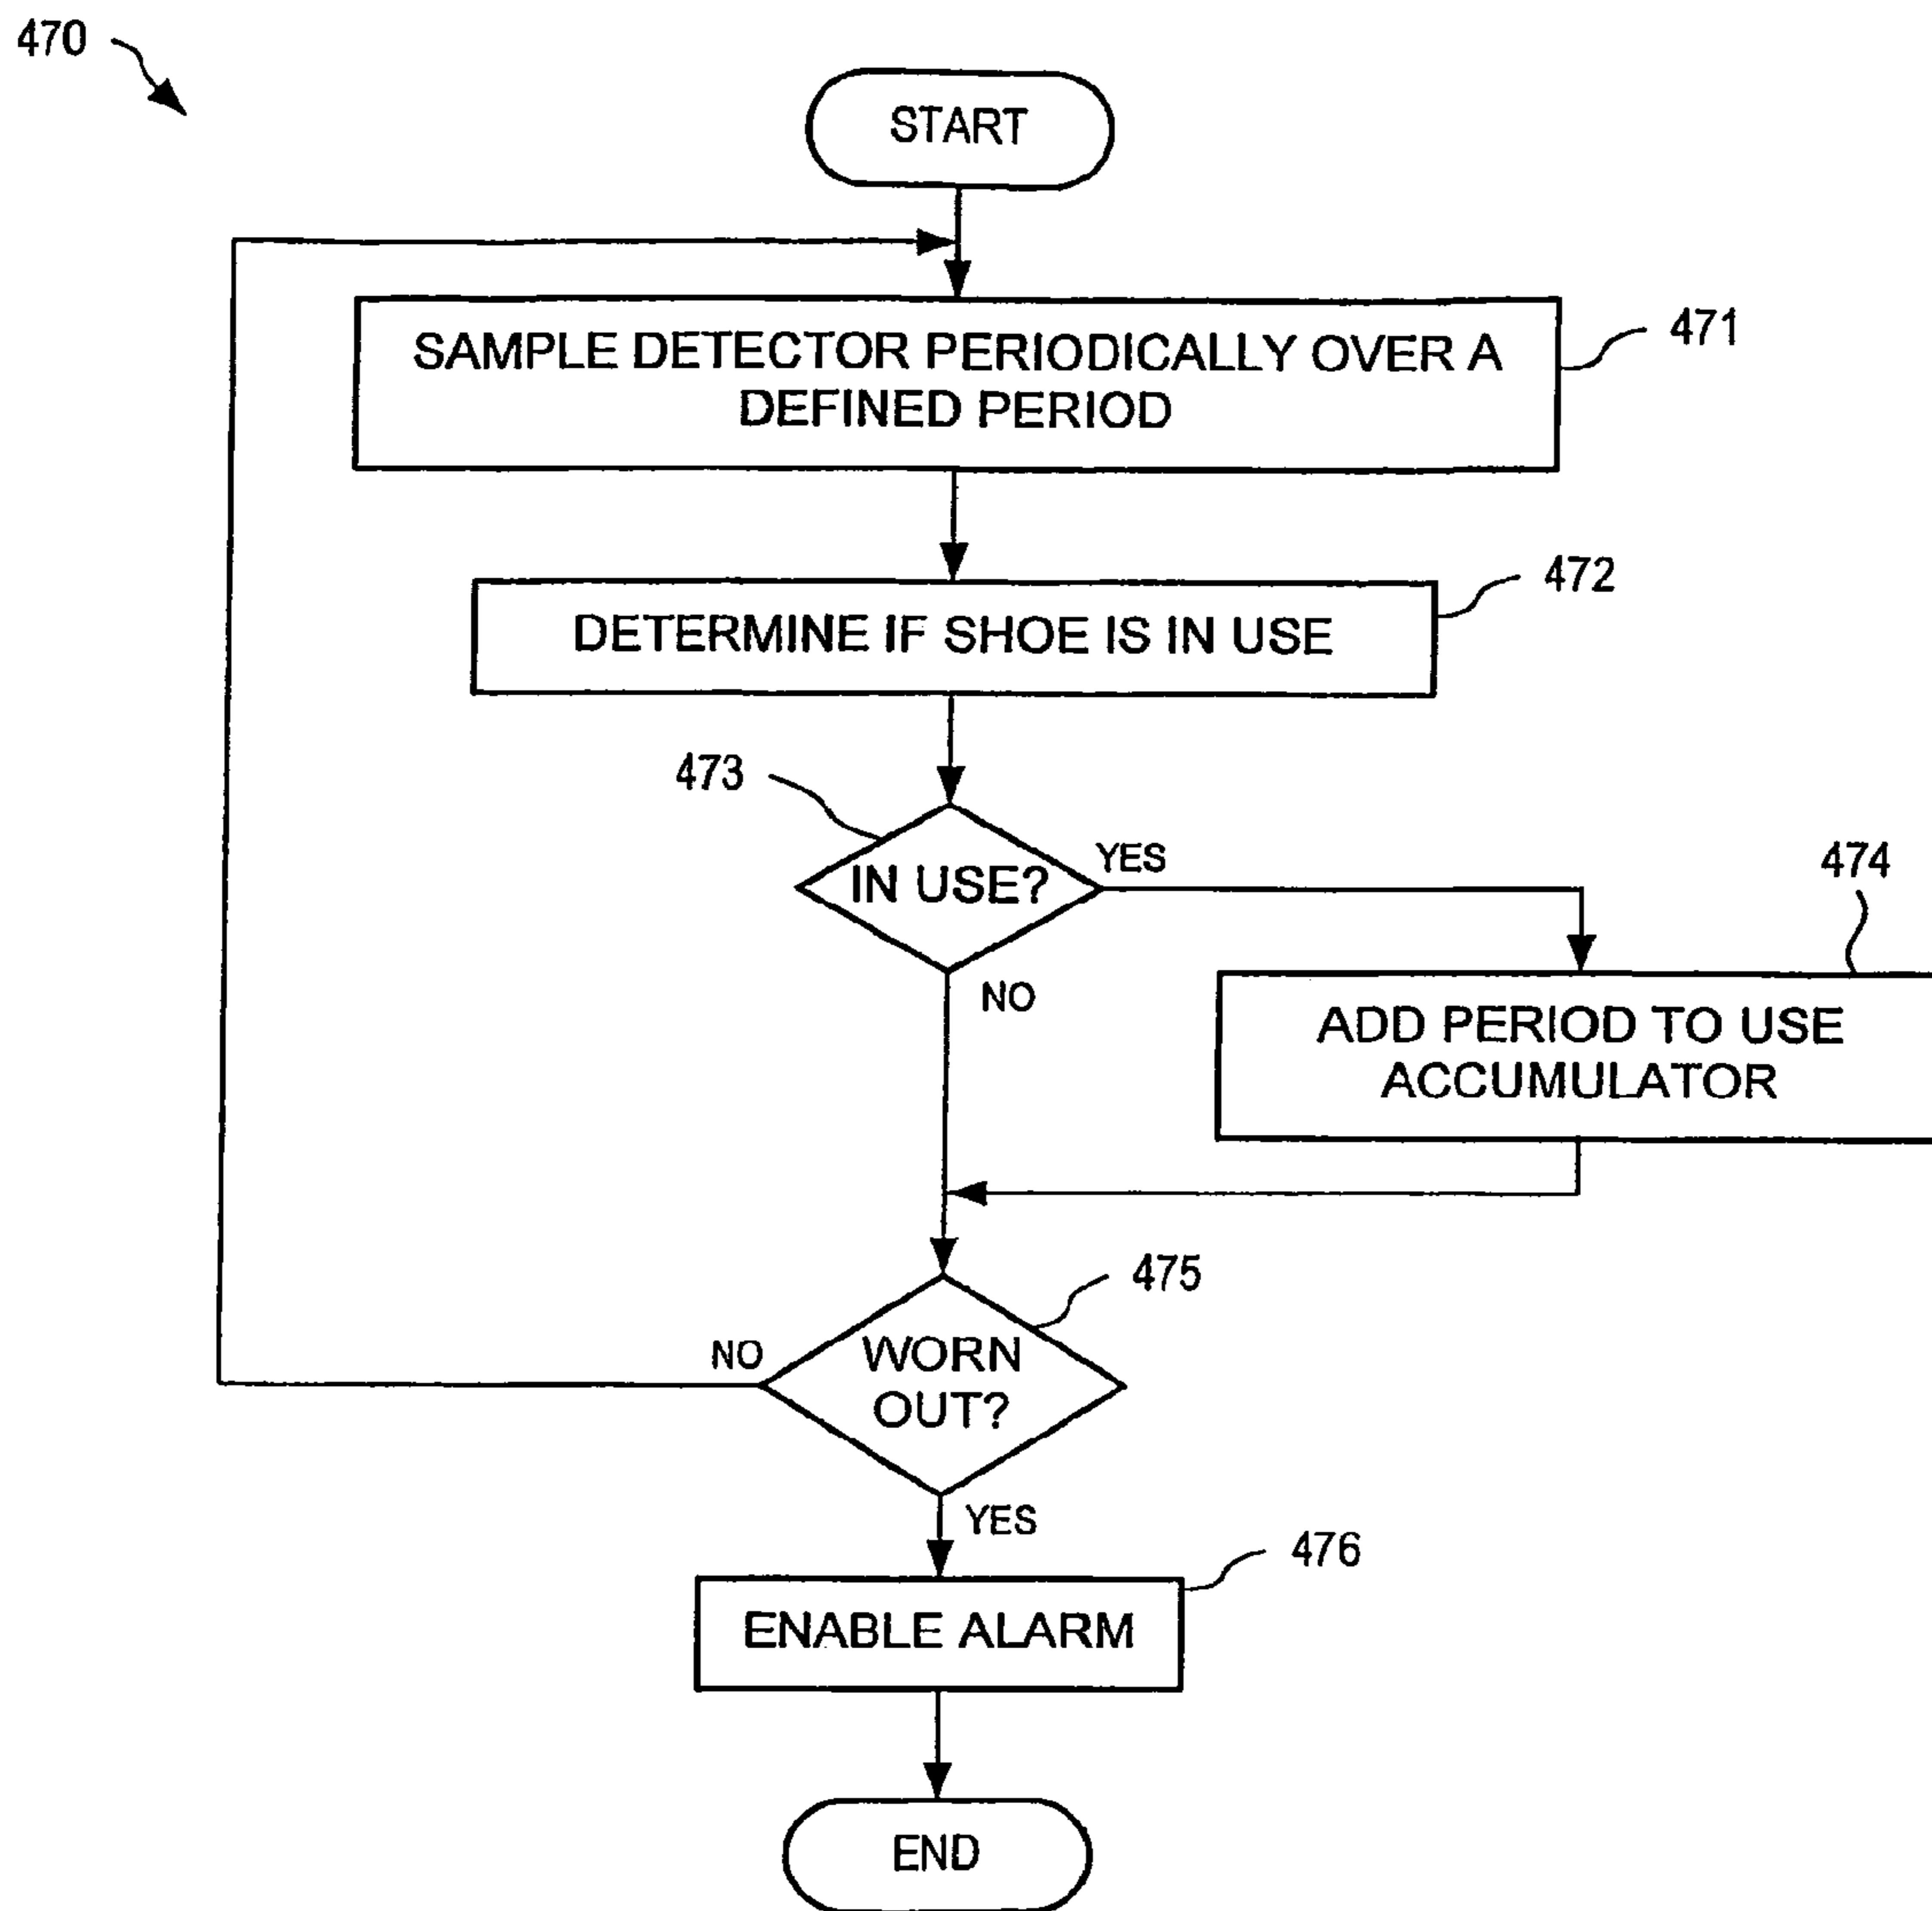 470
START
SAMPLE DETECTOR PERIODICALLY OVER A
DEFINED PERIOD
471
DETERMINE IF SHOE IS IN USE
472
473
IN USE?
YES
NO
474
ADD PERIOD TO USE
ACCUMULATOR
475
WORN
OUT?
NO
YES
476
ENABLE ALARM
END